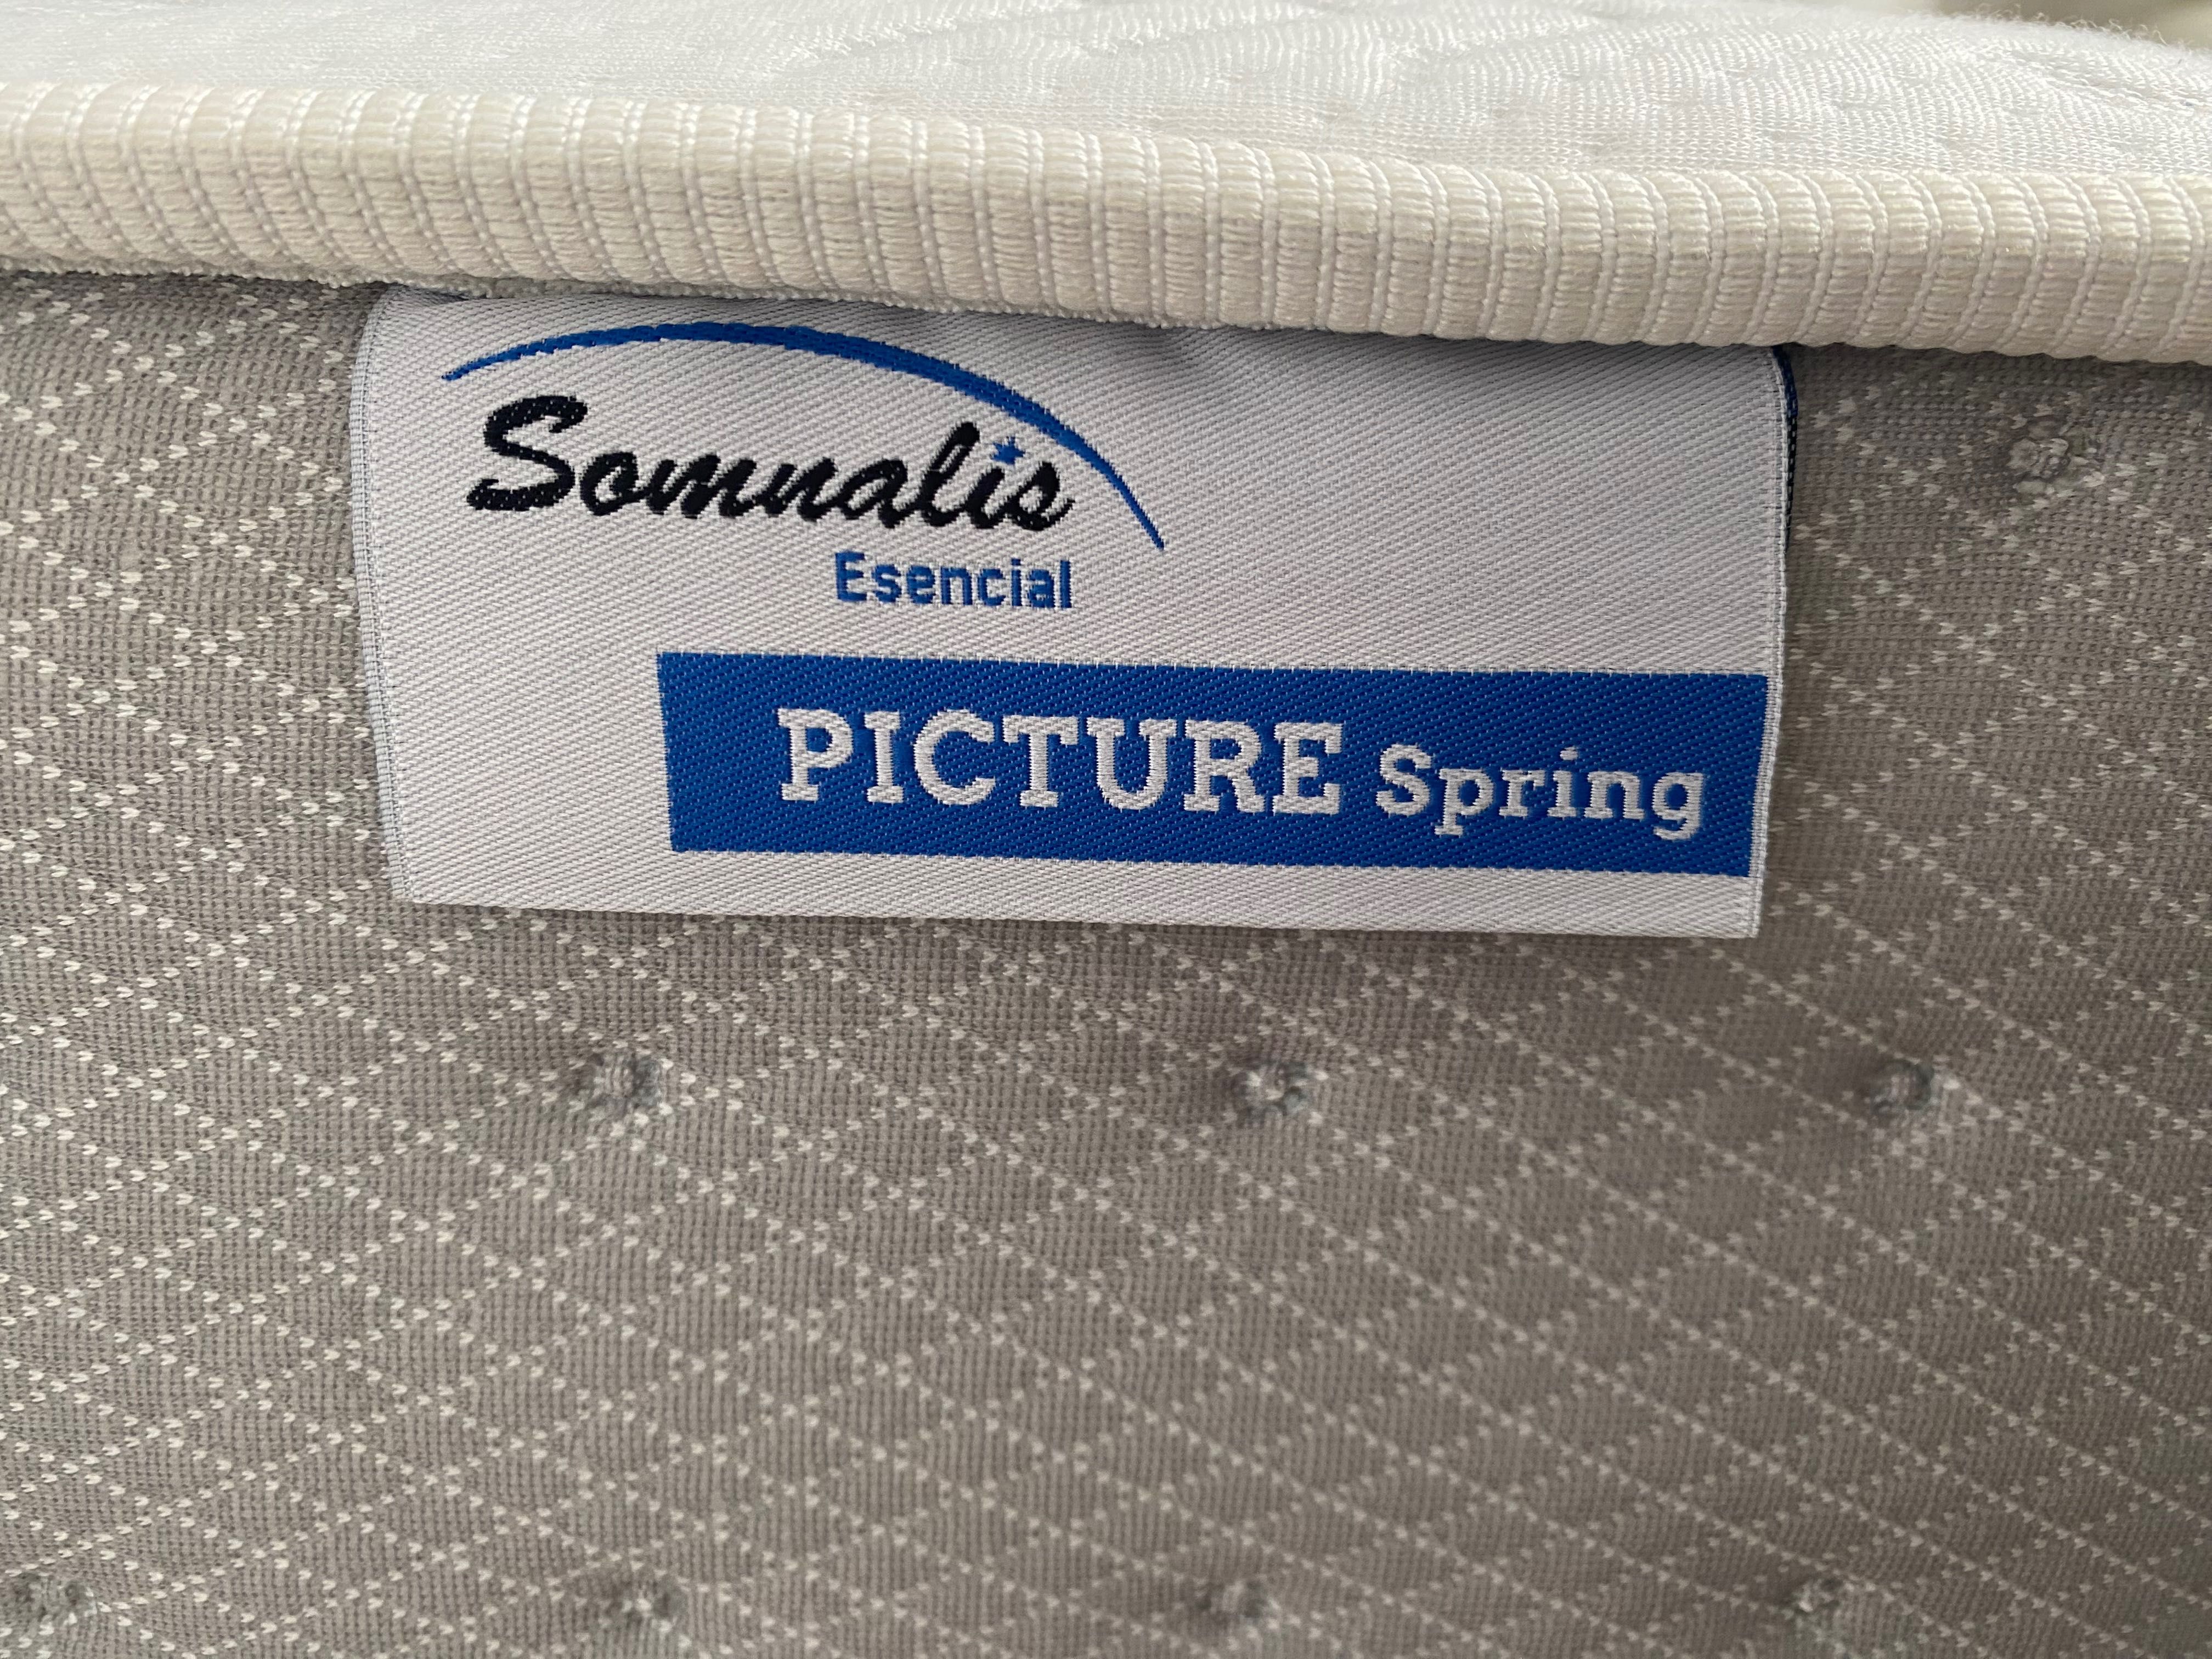 Somnalis
Esencial
PICTURE Spring